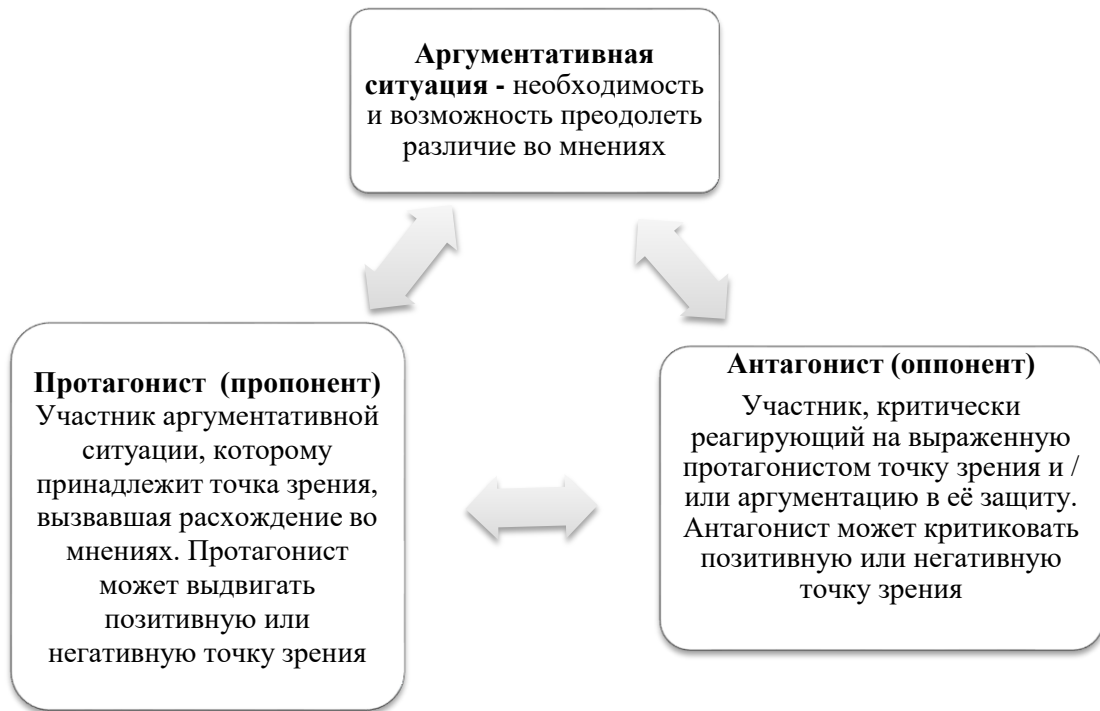 Аргументативная
ситуация - необходимость
и возможность преодолеть
различие во мнениях
Протагонист (пропонент)
Участник аргументативной
ситуации, которому
принадлежит точка зрения,
вызвавшая расхождение во
мнениях. Протагонист
может выдвигать
позитивную или
негативную точку зрения
Антагонист (оппонент)
Участник, критически
реагирующий на выраженную
протагонистом точку зрения и /
или аргументацию в её защиту.
Антагонист может критиковать
позитивную или негативную
точку зрения